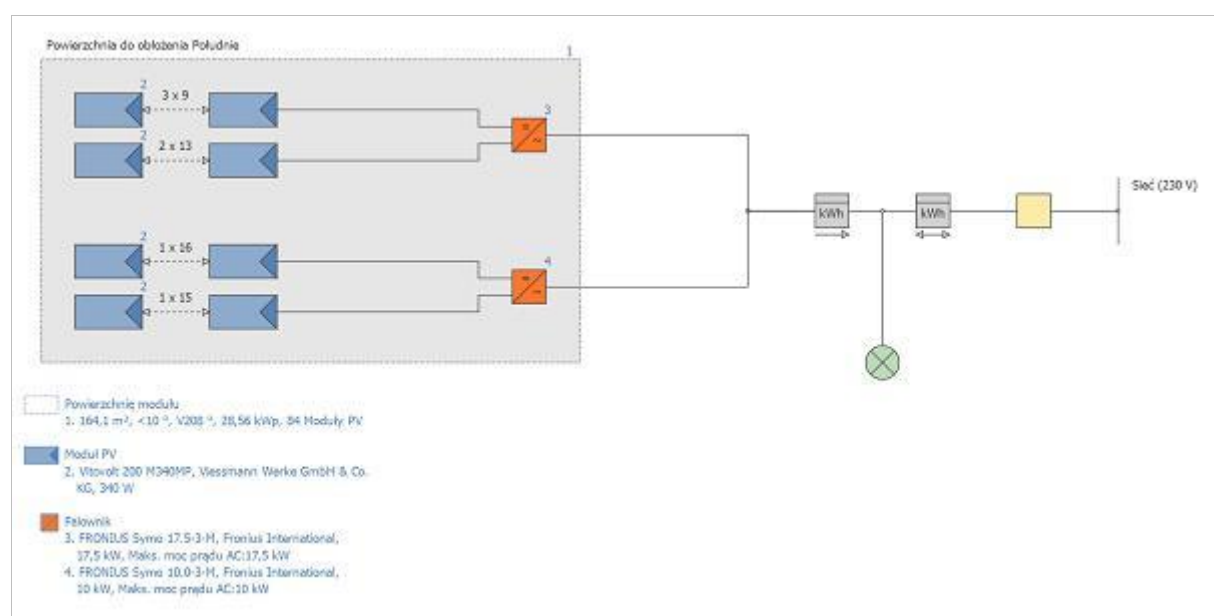 Powierzchnia do obłożenia Południe
1
2
3 x 9
3
2
2 x 13
Sieć (230 V)
kWh
kWh
2
1 x 16
4
2
1 x 15
Powierzchnię modułu
1. 164,1 m², <10 °, V208 °, 28,56 kWp, 84 Moduły PV
Moduł PV
2. Vitovolt 200 M340MP, Viessmann Werke GmbH & Co.
KG, 340 W
Falownik
3. FRONIUS Symo 17.5-3-M, Fronius International,
17,5 kW, Maks. moc prądu AC:17,5 kW
4. FRONIUS Symo 10.0-3-M, Fronius International,
10 kW, Maks. moc prądu AC:10 kW